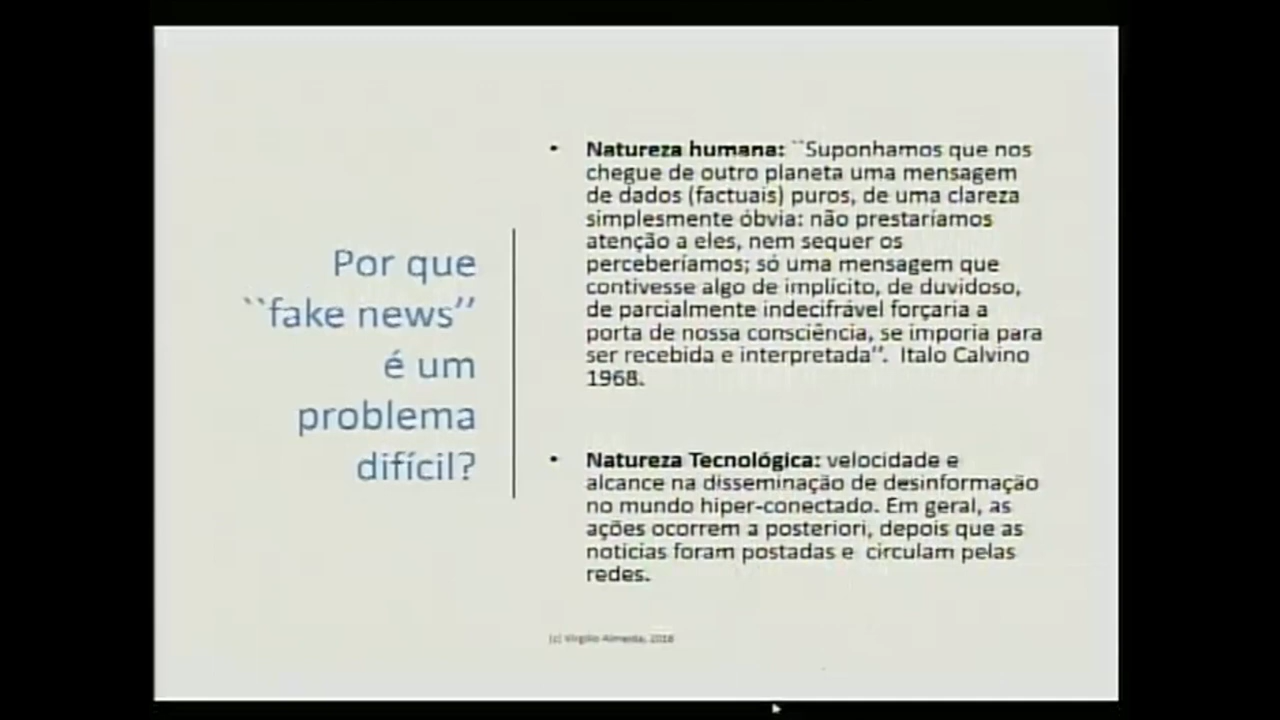 Por que
``fake news’’
é um
problema
difícil?
• Natureza humana: ``Suponhamos que nos
chegue de outro planeta uma mensagem
de dados (factuais) puros, de uma clareza
simplesmente óbvia: não prestaríamos
atenção a eles, nem sequer os
perceberíamos; só uma mensagem que
contivesse algo de implícito, de duvidoso,
de parcialmente indecifrável forçaria a
porta de nossa consciência, se imporia para
ser recebida e interpretada’’. Italo Calvino
1968.
• Natureza Tecnológica: velocidade e
alcance na disseminação de desinformação
no mundo hiper-conectado. Em geral, as
ações ocorrem a posteriori, depois que as
noticias foram postadas e circulam pelas
redes.
(c) Virgilio Almeida, 2018